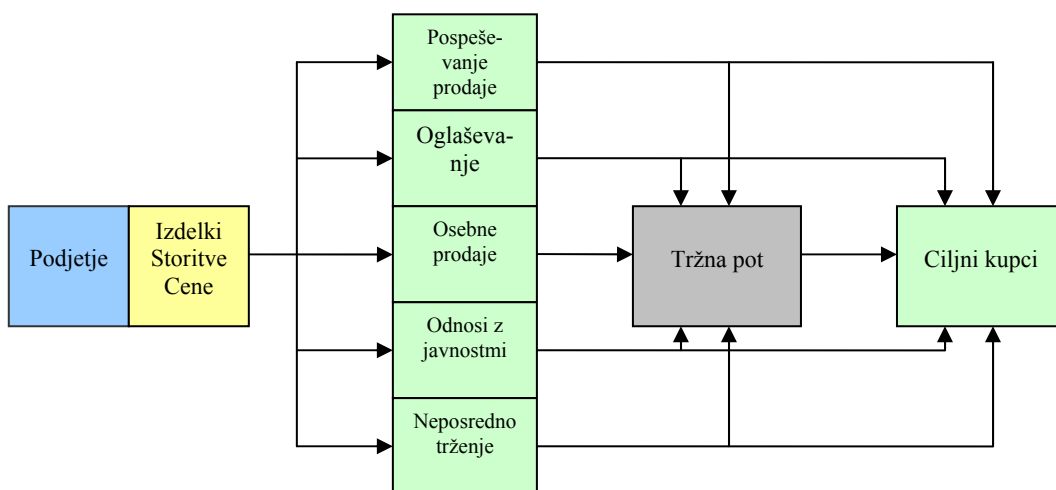 Podjetje
Izdelki
Storitve
Cene
Pospeše-
vanje
prodaje
Oglaševa-
nje
Osebne
prodaje
Odnosi z
javnostmi
Neposredno
trženje
Tržna pot
Ciljni kupci